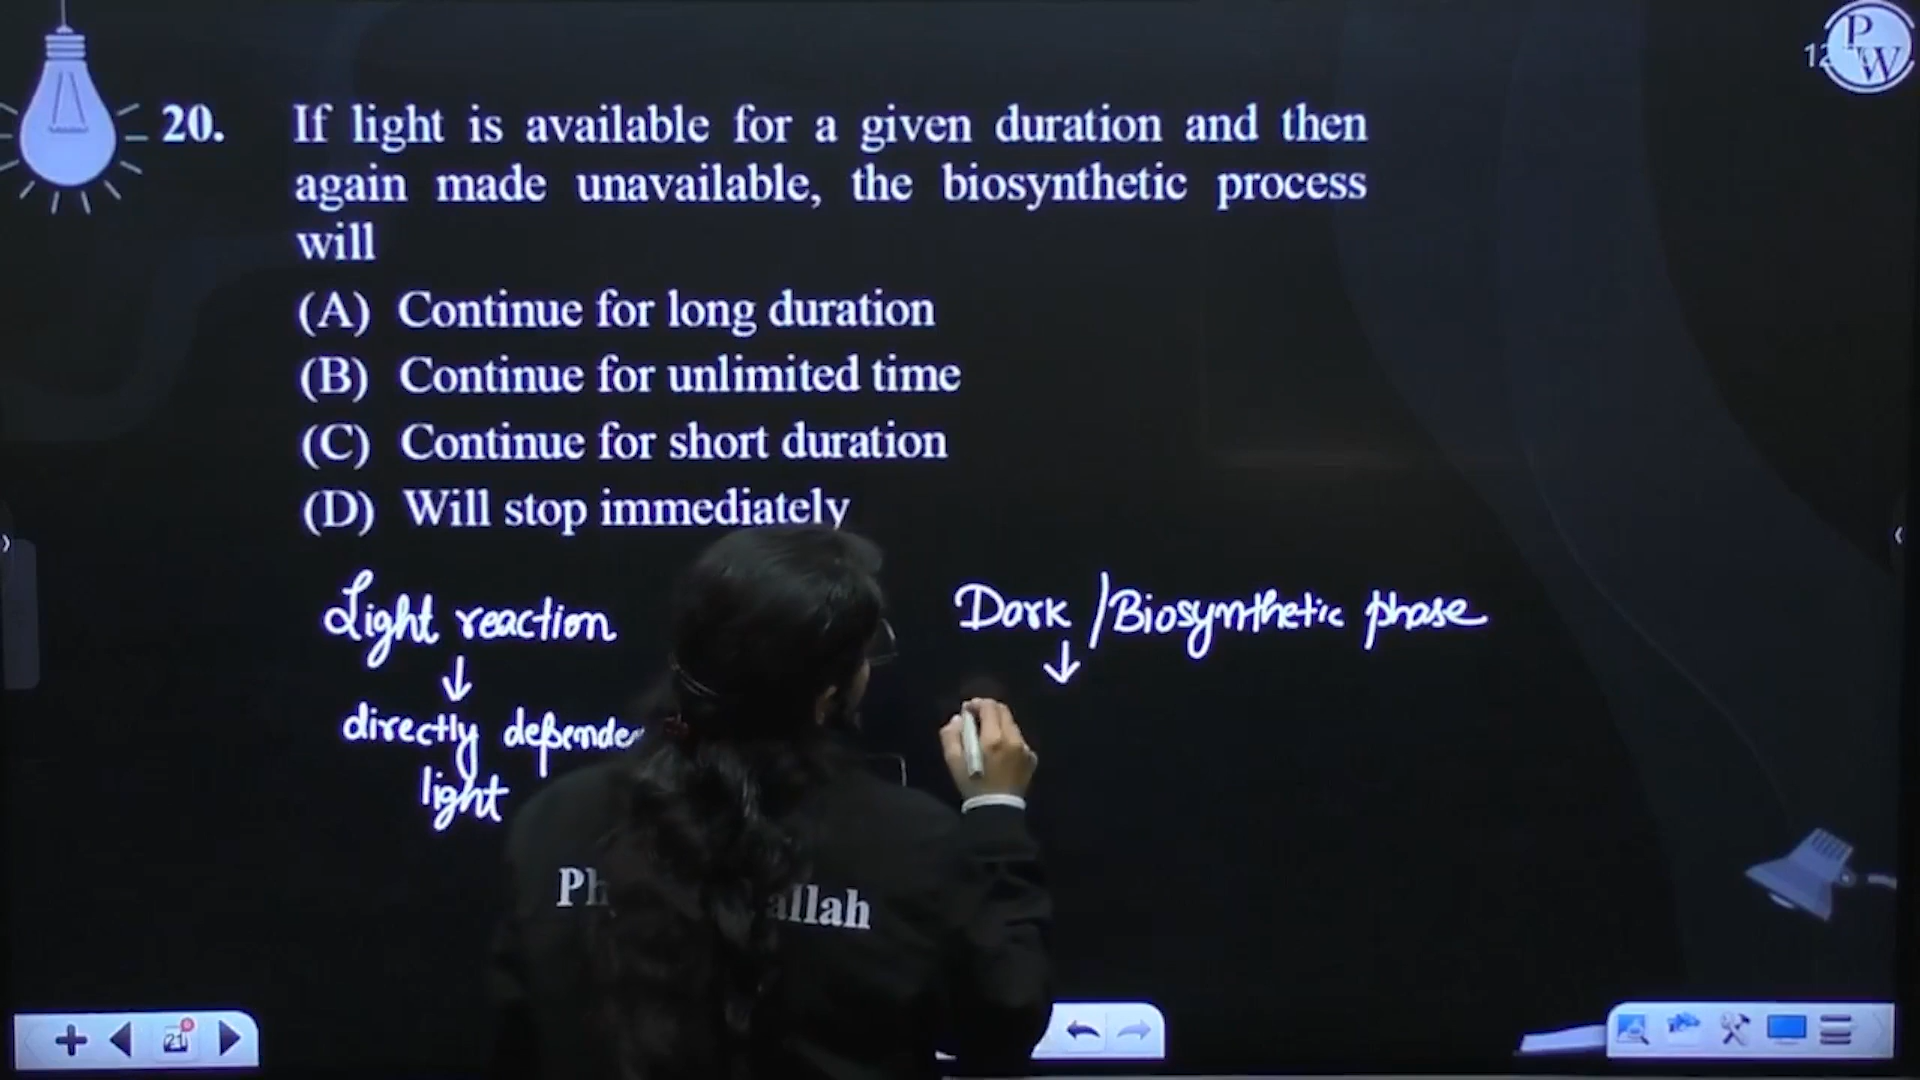 P
W
20. If light is available for a given duration and then
again made unavailable, the biosynthetic process
will
(A) Continue for long duration
(B) Continue for unlimited time
(C) Continue for short duration
(D) Will stop immediately
Light reaction
directly
light
Dark / Biosynthetic phase
Ph allah
21